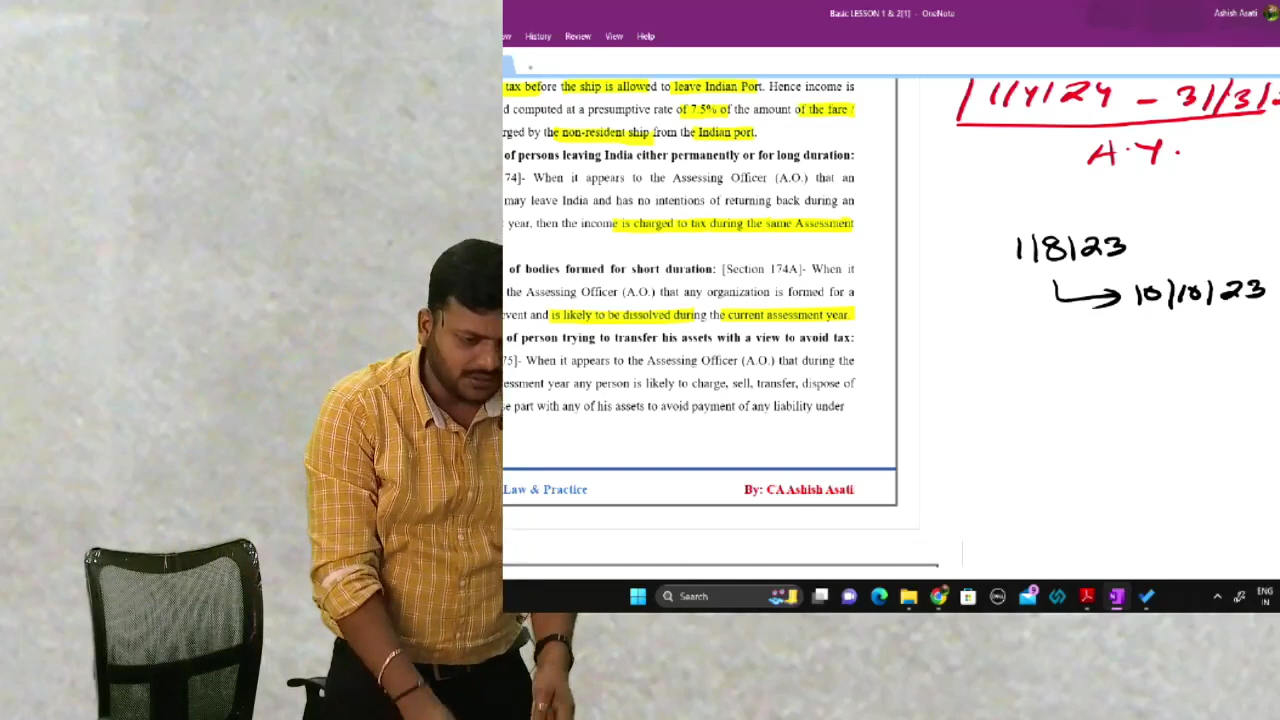 Basic LESSON 1 & 2[1] - OneNote
Ashish Asati
History Review View Help
tax before the ship is allowed to leave Indian Port. Hence income is
d computed at a presumptive rate of 7.5% of the amount of the fare /
rged by the non-resident ship from the Indian port.
of persons leaving India either permanently or for long duration:
74]- When it appears to the Assessing Officer (A.O.) that an
may leave India and has no intentions of returning back during an
year, then the income is charged to tax during the same Assessment
of bodies formed for short duration: [Section 174A]- When it
the Assessing Officer (A.O.) that any organization is formed for a
event and is likely to be dissolved during the current assessment year.
of person trying to transfer his assets with a view to avoid tax:
75]- When it appears to the Assessing Officer (A.O.) that during the
essment year any person is likely to charge, sell, transfer, dispose of
e part with any of his assets to avoid payment of any liability under
Law & Practice
By: CA Ashish Asati
1/4/24 - 31/3/2
A.Y.
1/8/23
10/10/23
Search
DELL
ENG
IN